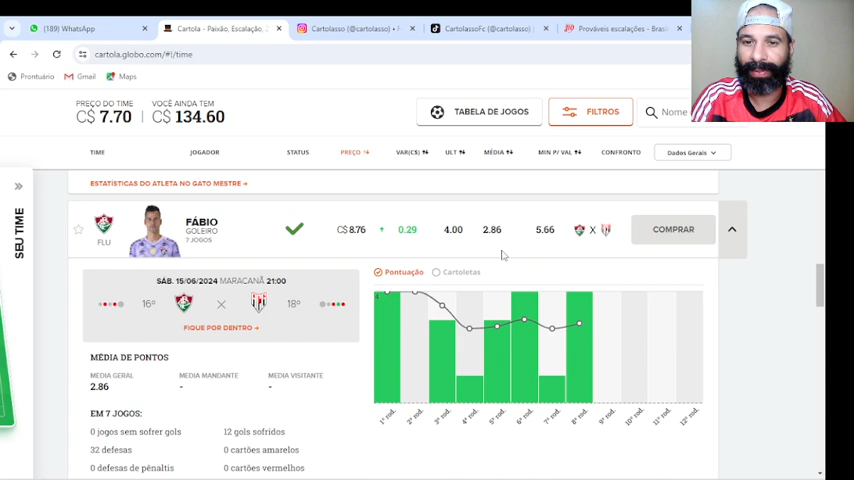 (189) WhatsApp
Cartola - Paixão, Escalação,
Cartolasso (@cartolasso) •
CartolassoFc (@cartolasso)
Prováveis escalações - Brasil
cartola.globo.com/#!/time
Prontuário
Gmail
Maps
PREÇO DO TIME
C$ 7.70
VOCÊ AINDA TEM
C$ 134.60
TABELA DE JOGOS
FILTROS
Nome
TIME JOGADOR STATUS PREÇO VAR(C$) ULT MÉDIA MIN P/ VAL CONFRONTO Dados Gerais
SEU TIME
ESTATÍSTICAS DO ATLETA NO GATO MESTRE
FLU
FÁBIO
GOLEIRO
7 JOGOS
C$ 8.76 0.29 4.00 2.86 5.66 X COMPRAR
SÁB. 15/06/2024 MARACANÃ 21:00
16º X 18º
FIQUE POR DENTRO
MÉDIA DE PONTOS
MEDIA GERAL MEDIA MANDANTE MEDIA VISITANTE
2.86 - -
EM 7 JOGOS:
0 jogos sem sofrer gols 12 gols sofridos
32 defesas 0 cartões amarelos
0 defesas de pênaltis 0 cartões vermelhos
Pontuação Cartoletas
4
1º rod. 2º rod. 3º rod. 4º rod. 5º rod. 6º rod. 7º rod. 8º rod. 9º rod. 10º rod. 11º rod. 12º rod.